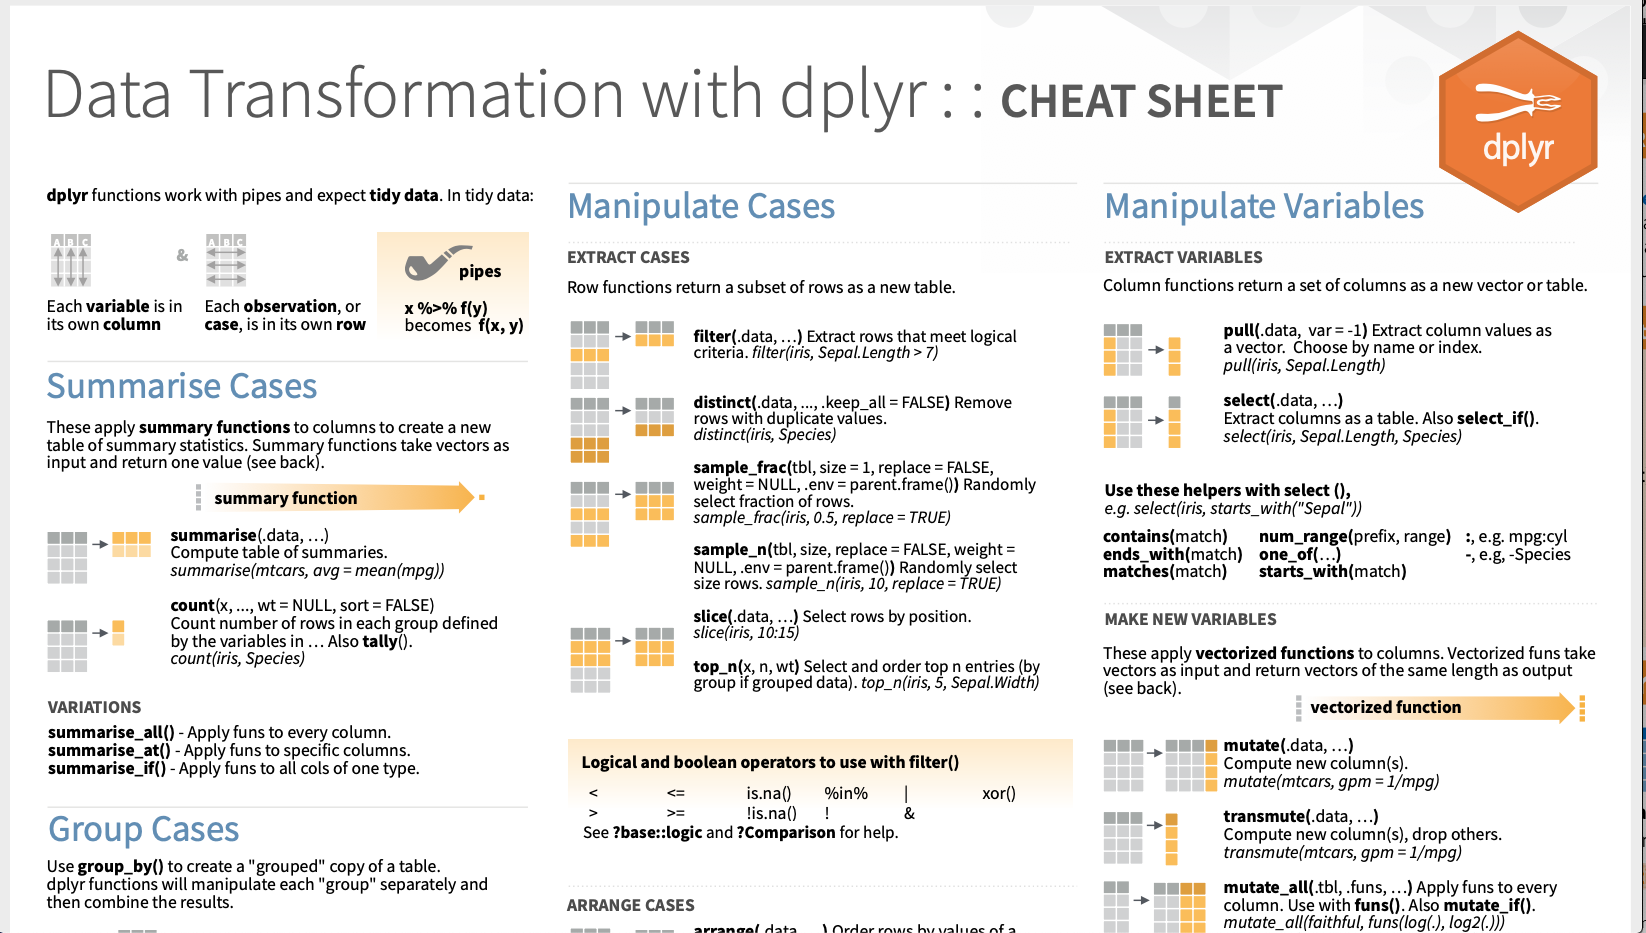 Data Transformation with dplyr : : CHEAT SHEET
dplyr
dplyr functions work with pipes and expect tidy data. In tidy data:
A B C
&
A B C
pipes
Each variable is in
its own column
Each observation, or
case, is in its own row
x %>% f(y)
becomes f(x, y)
Summarise Cases
These apply summary functions to columns to create a new
table of summary statistics. Summary functions take vectors as
input and return one value (see back).
summary function
summarise(.data, …)
Compute table of summaries.
summarise(mtcars, avg = mean(mpg))
count(x, ..., wt = NULL, sort = FALSE)
Count number of rows in each group defined
by the variables in … Also tally().
count(iris, Species)
VARIATIONS
summarise_all() - Apply funs to every column.
summarise_at() - Apply funs to specific columns.
summarise_if() - Apply funs to all cols of one type.
Group Cases
Use group_by() to create a "grouped" copy of a table.
dplyr functions will manipulate each "group" separately and
then combine the results.
Manipulate Cases
EXTRACT CASES
Row functions return a subset of rows as a new table.
filter(.data, …) Extract rows that meet logical
criteria. filter(iris, Sepal.Length > 7)
distinct(.data, ..., .keep_all = FALSE) Remove
rows with duplicate values.
distinct(iris, Species)
sample_frac(tbl, size = 1, replace = FALSE,
weight = NULL, .env = parent.frame()) Randomly
select fraction of rows.
sample_frac(iris, 0.5, replace = TRUE)
sample_n(tbl, size, replace = FALSE, weight =
NULL, .env = parent.frame()) Randomly select
size rows. sample_n(iris, 10, replace = TRUE)
slice(.data, …) Select rows by position.
slice(iris, 10:15)
top_n(x, n, wt) Select and order top n entries (by
group if grouped data). top_n(iris, 5, Sepal.Width)
Logical and boolean operators to use with filter()
< <= is.na() %in% | xor()
> >= !is.na() ! &
See ?base::logic and ?Comparison for help.
ARRANGE CASES
arrange(.data, …) Order rows by values of a
Manipulate Variables
EXTRACT VARIABLES
Column functions return a set of columns as a new vector or table.
pull(.data, var = -1) Extract column values as
a vector. Choose by name or index.
pull(iris, Sepal.Length)
select(.data, …)
Extract columns as a table. Also select_if().
select(iris, Sepal.Length, Species)
Use these helpers with select (),
e.g. select(iris, starts_with("Sepal"))
contains(match) num_range(prefix, range) :, e.g. mpg:cyl
ends_with(match) one_of(…) -, e.g, -Species
matches(match) starts_with(match)
MAKE NEW VARIABLES
These apply vectorized functions to columns. Vectorized funs take
vectors as input and return vectors of the same length as output
(see back).
vectorized function
mutate(.data, …)
Compute new column(s).
mutate(mtcars, gpm = 1/mpg)
transmute(.data, …)
Compute new column(s), drop others.
transmute(mtcars, gpm = 1/mpg)
mutate_all(.tbl, .funs, …) Apply funs to every
column. Use with funs(). Also mutate_if().
mutate_all(faithful, funs(log(.), log2(.)))